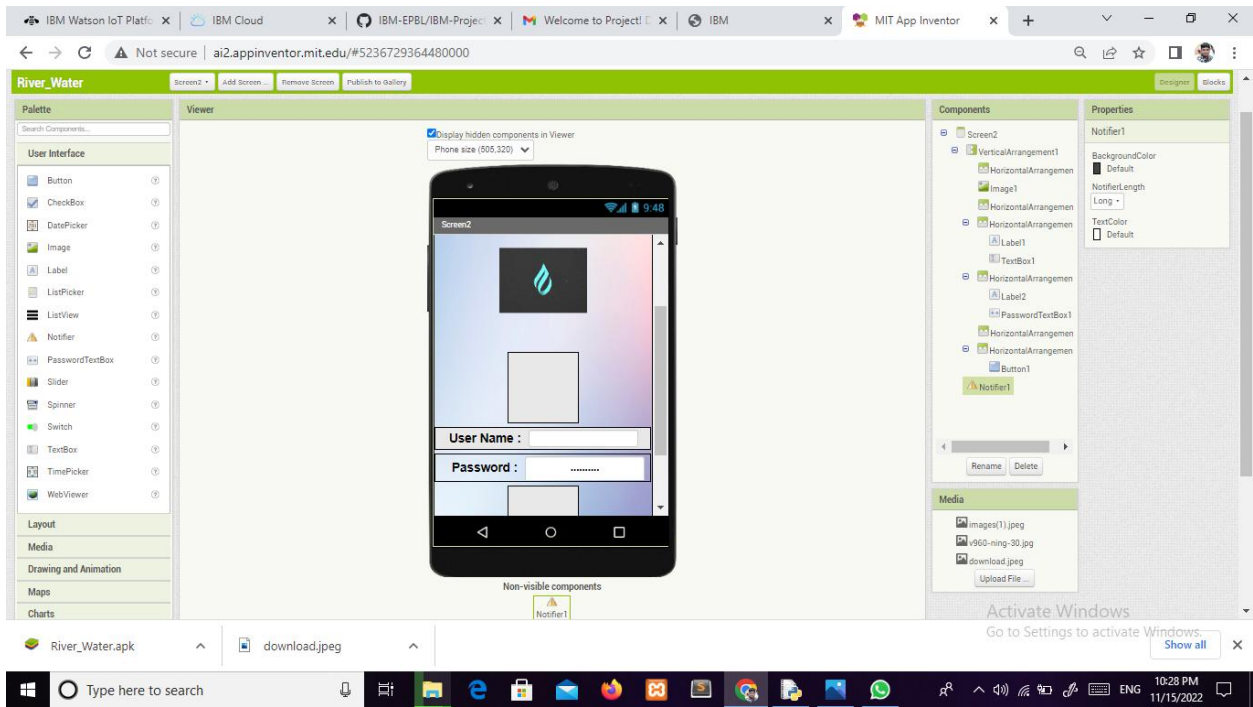 IBM Watson IoT Platfo
IBM Cloud
IBM-EPBL/IBM-Project
Welcome to Project!
IBM
MIT App Inventor
Not secure | ai2.appinventor.mit.edu/#5236729364480000
River_Water
Screen2
Add Screen ...
Remove Screen
Publish to Gallery
Designer
Blocks
Palette
Viewer
Components
Properties
Search Components...
User Interface
Button
CheckBox
DatePicker
Image
Label
ListPicker
ListView
Notifier
PasswordTextBox
Slider
Spinner
Switch
TextBox
TimePicker
WebViewer
Layout
Media
Drawing and Animation
Maps
Charts
Display hidden components in Viewer
Phone size (505,320)
9:48
Screen2
User Name :
Password :
..........
Non-visible components
Notifier1
Screen2
VerticalArrangement1
HorizontalArrangemen
Image1
HorizontalArrangemen
HorizontalArrangemen
Label1
TextBox1
HorizontalArrangemen
Label2
PasswordTextBox1
HorizontalArrangemen
HorizontalArrangemen
Button1
Notifier1
Rename
Delete
Media
images(1).jpeg
v960-ning-30.jpg
download.jpeg
Upload File ...
Notifier1
BackgroundColor
Default
NotifierLength
Long
TextColor
Default
Activate Windows
Go to Settings to activate Windows.
River_Water.apk
download.jpeg
Show all
Type here to search
ENG
10:28 PM
11/15/2022